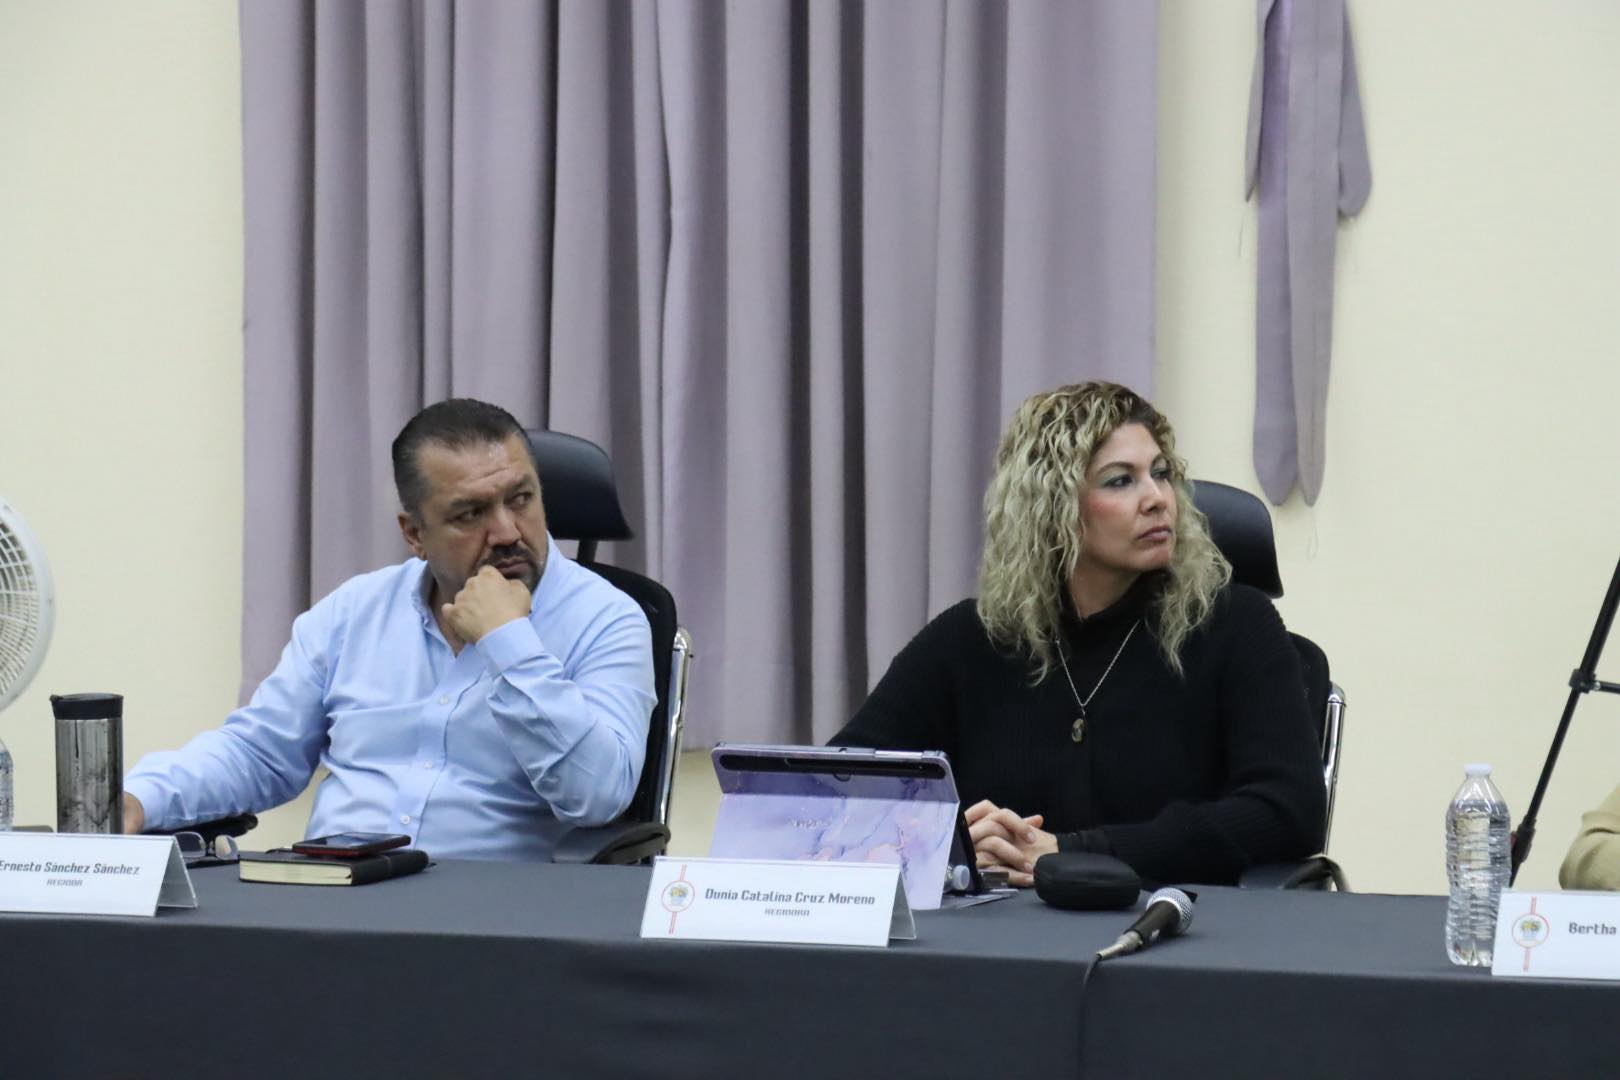 Ernesto Sánchez Sánchez
REGIDOR
Dunia Catalina Cruz Moreno
REGIDORA
Bertha